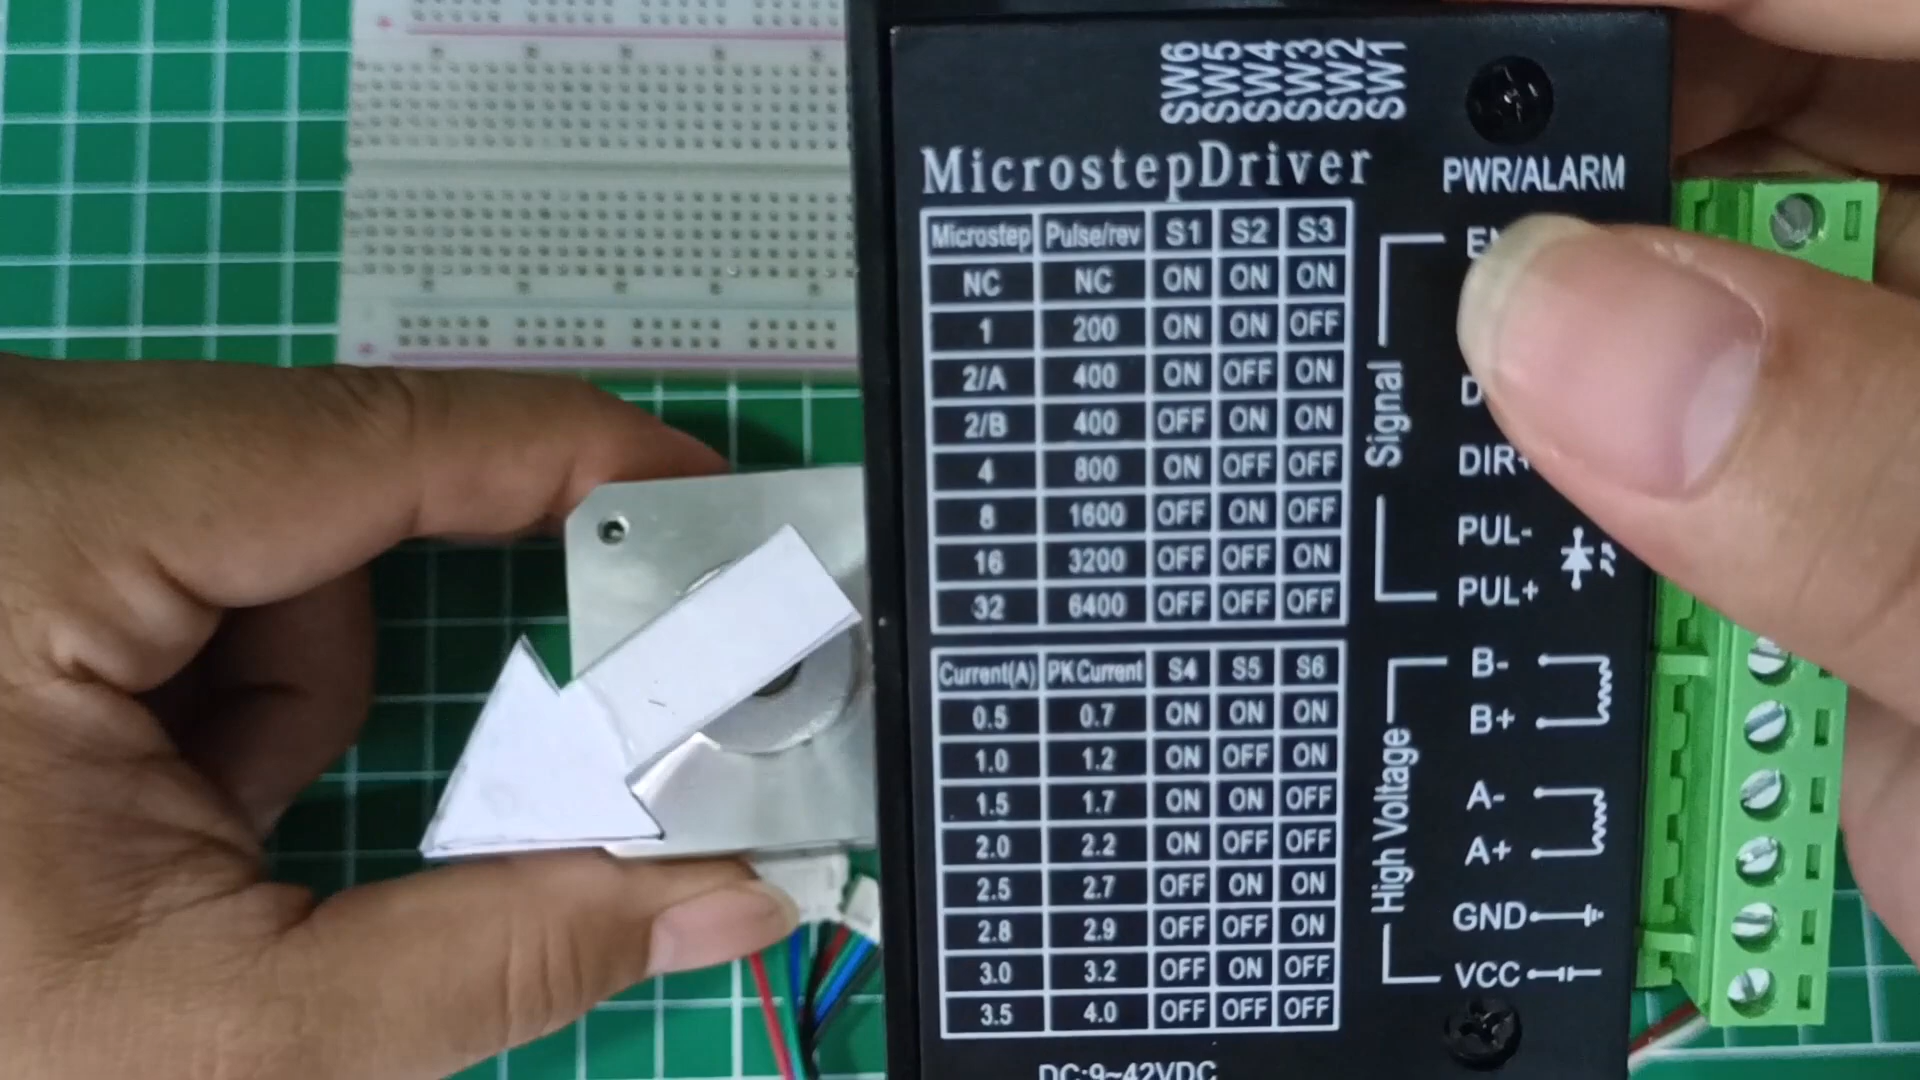 SW6
SW5
SW4
SW3
SW2
SW1
MicrostepDriver
PWR/ALARM
Microstep Pulse/rev S1 S2 S3
NC NC ON ON ON
1 200 ON ON OFF
2/A 400 ON OFF ON
2/B 400 OFF ON ON
4 800 ON OFF OFF
8 1600 OFF ON OFF
16 3200 OFF OFF ON
32 6400 OFF OFF OFF
Current(A) PK Current S4 S5 S6
0.5 0.7 ON ON ON
1.0 1.2 ON OFF ON
1.5 1.7 ON ON OFF
2.0 2.2 ON OFF OFF
2.5 2.7 OFF ON ON
2.8 2.9 OFF OFF ON
3.0 3.2 OFF ON OFF
3.5 4.0 OFF OFF OFF
DC:9~42VDC
Signal
DIR+
PUL-
PUL+
High Voltage
B-
B+
A-
A+
GND
VCC